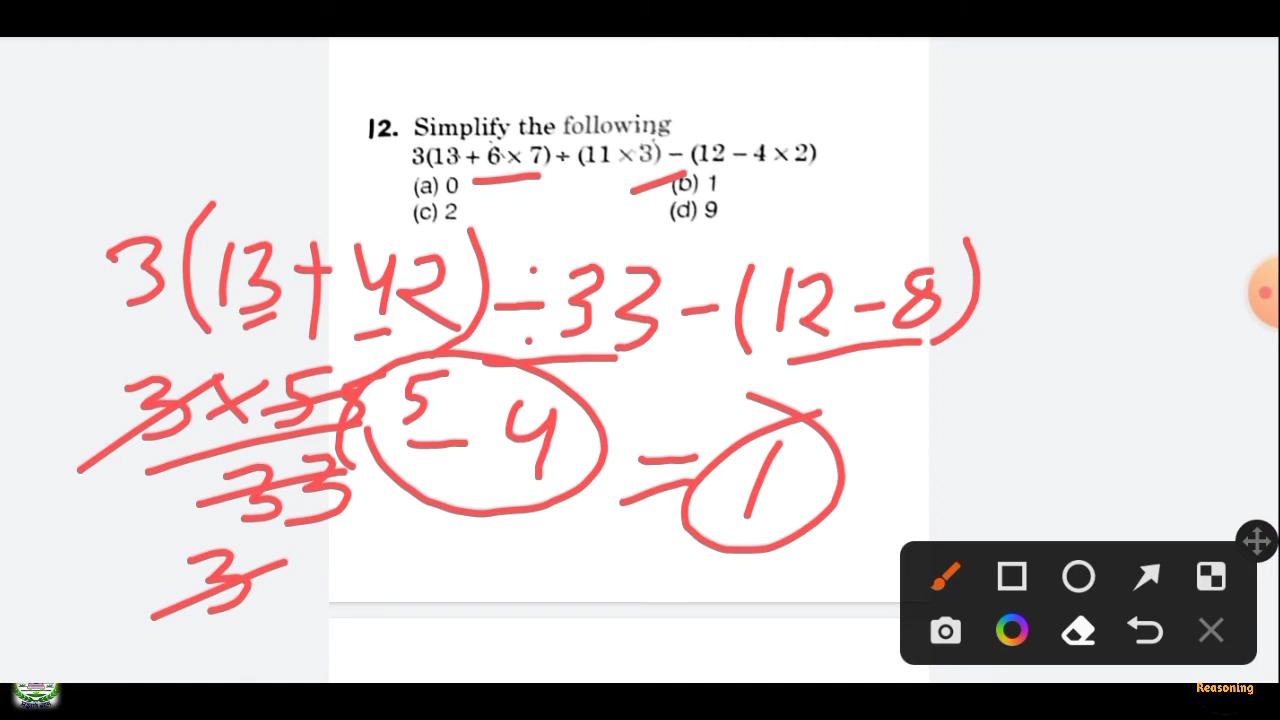 12. Simplify the following
3(13 + 6 × 7) ÷ (11 × 3) − (12 − 4 × 2)
(a) 0 (b) 1
(c) 2 (d) 9
3(13+42) ÷ 33 − (12 − 8)
3×55 5 − 4 = 1
33
3
Reasoning